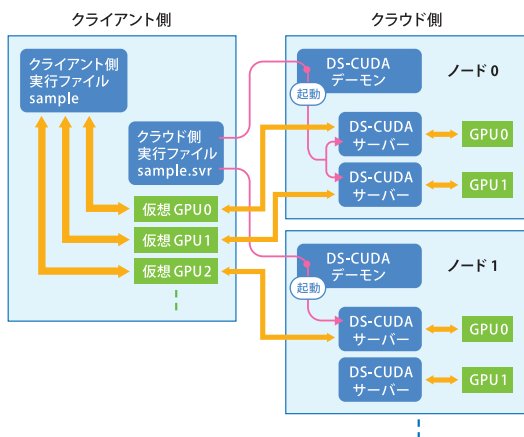 クライアント側
クライアント側
実行ファイル
sample
クラウド側
実行ファイル
sample.svr
仮想 GPU0
仮想 GPU1
仮想 GPU2
クラウド側
DS-CUDA
デーモン
ノード 0
起動
DS-CUDA
サーバー
GPU0
DS-CUDA
サーバー
GPU1
DS-CUDA
デーモン
ノード 1
起動
DS-CUDA
サーバー
GPU0
DS-CUDA
サーバー
GPU1